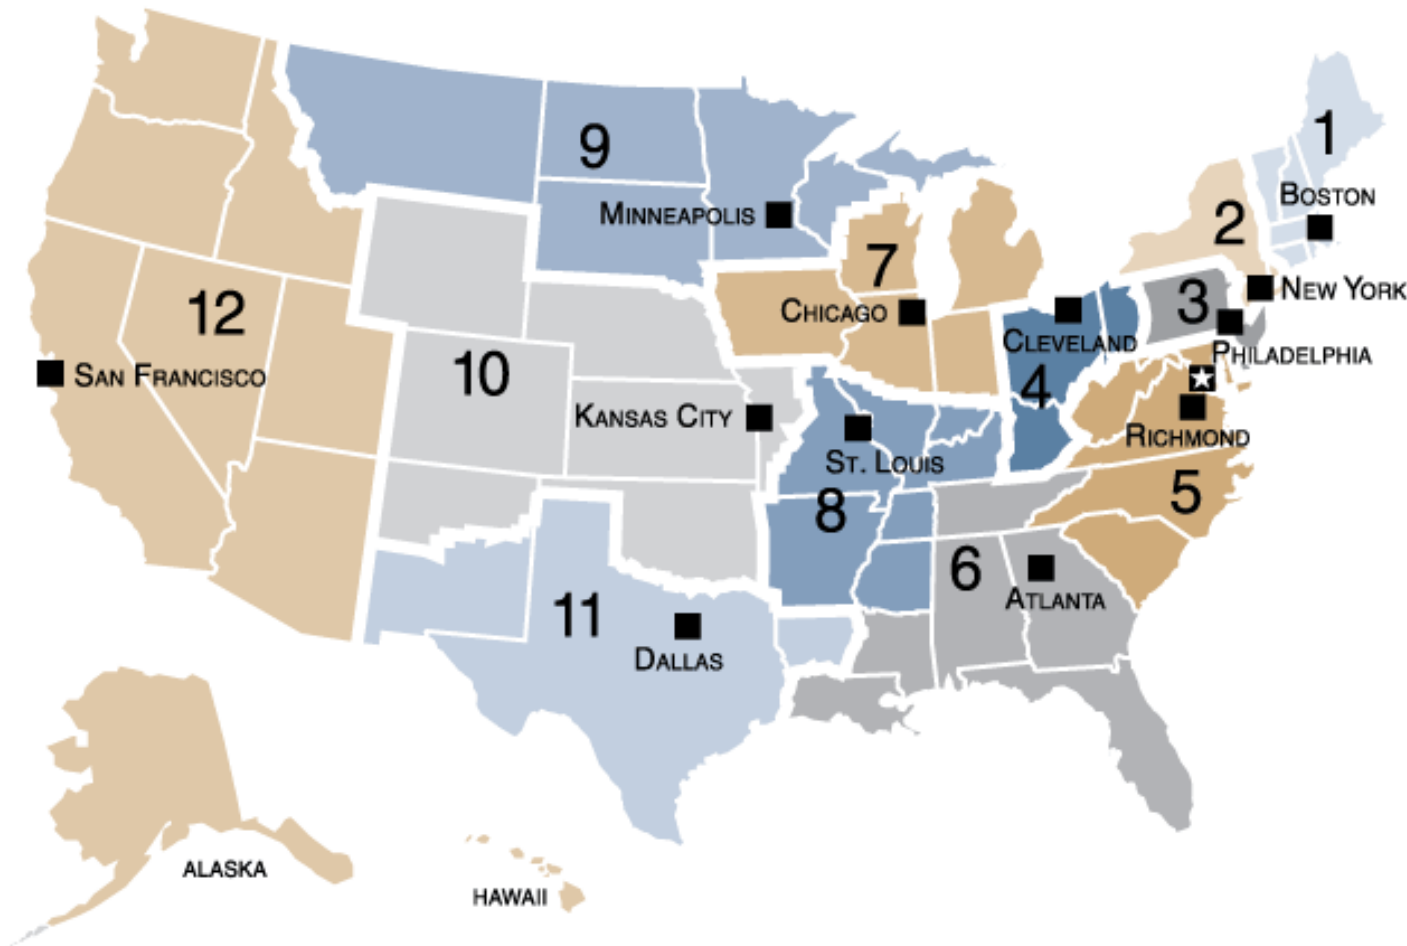 1
9
BOSTON
MINNEAPOLIS
2
7
12
3
NEW YORK
CHICAGO
CLEVELAND
PHILADELPHIA
SAN FRANCISCO
10
4
KANSAS CITY
RICHMOND
ST. LOUIS
5
8
6
ATLANTA
11
DALLAS
ALASKA
HAWAII